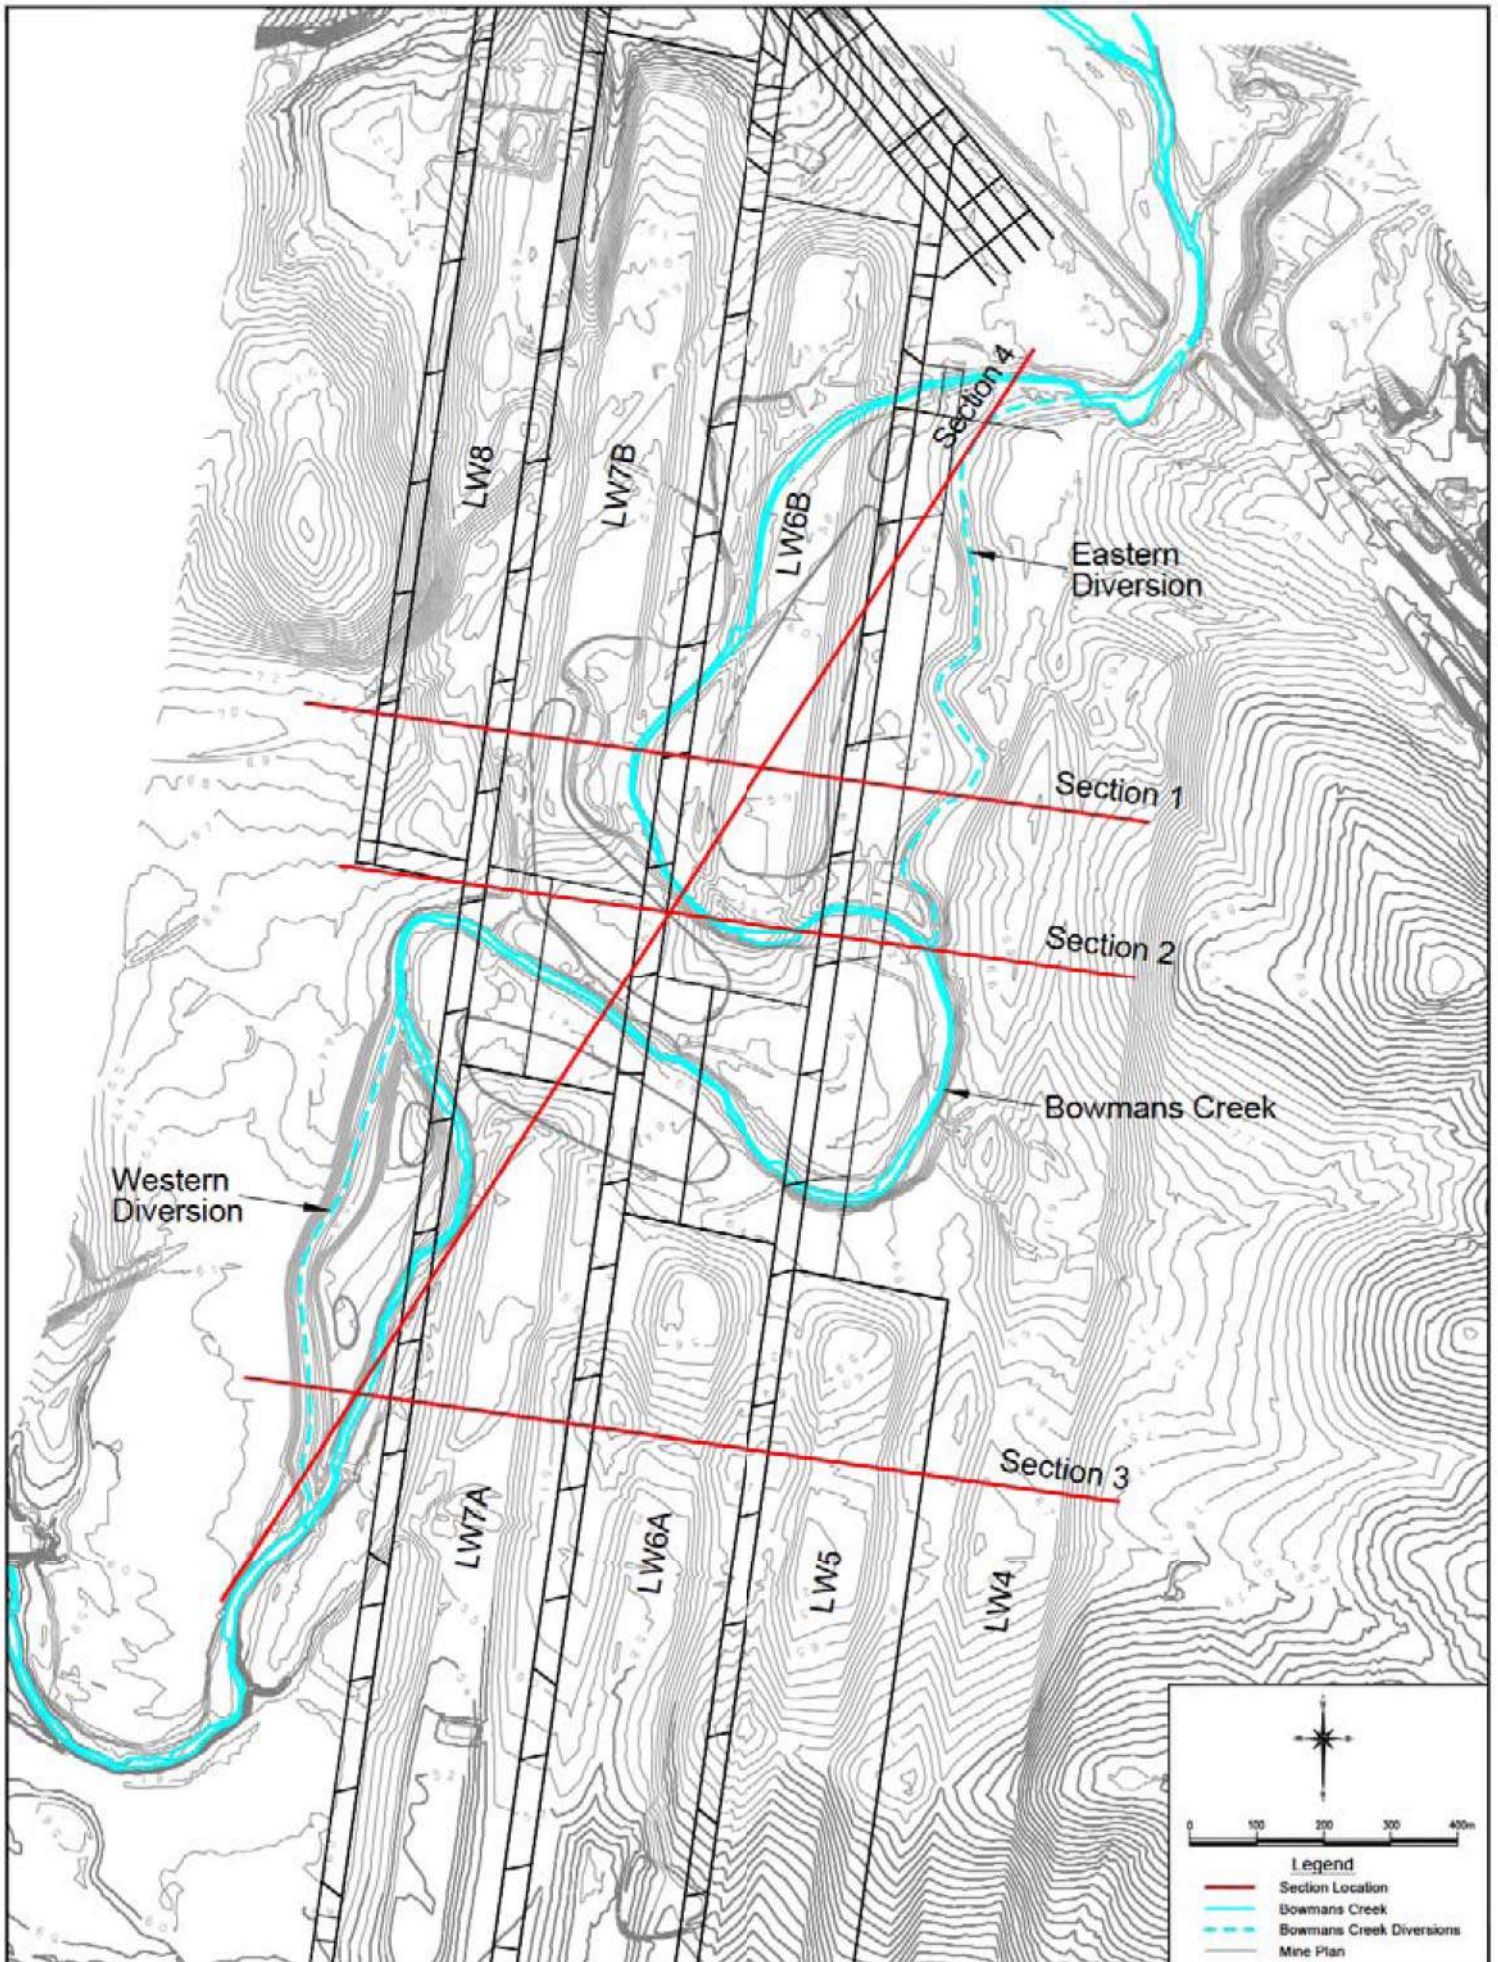 Section 4
LW8
LW7B
LW6B
Eastern
Diversion
Section 1
Section 2
Bowmans Creek
Western
Diversion
Section 3
LW7A
LW6A
LW5
LW4
0 100 200 300 400m
Legend
Section Location
Bowmans Creek
Bowmans Creek Diversions
Mine Plan